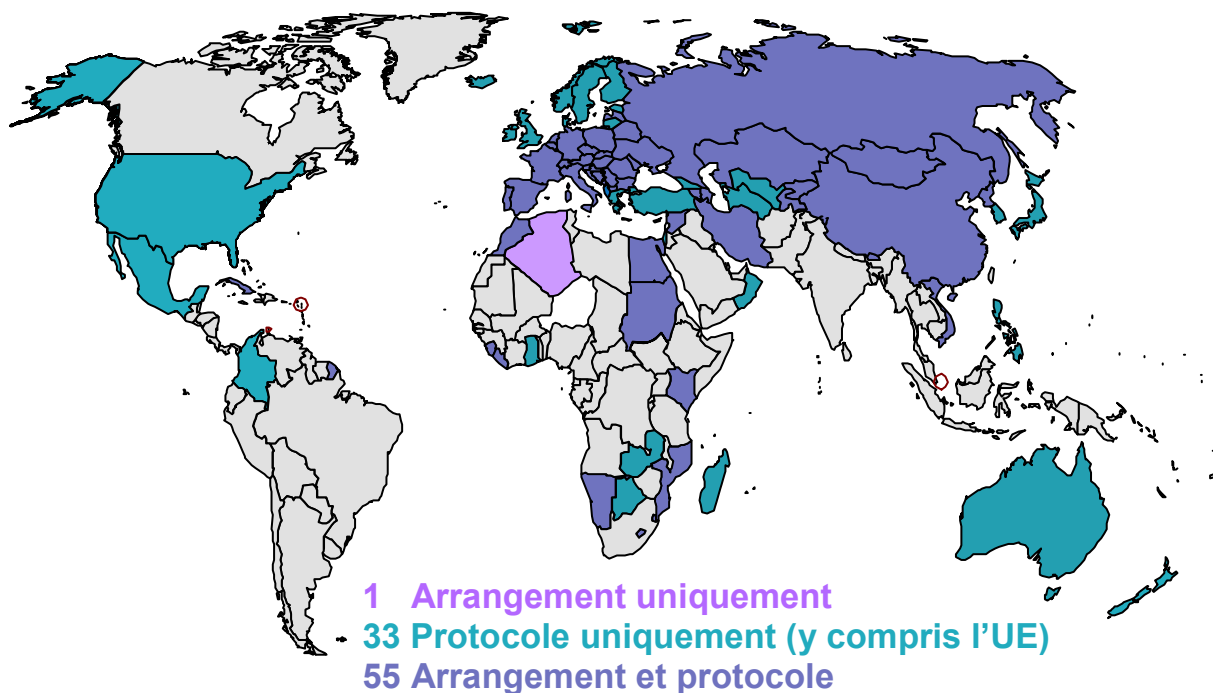 1 Arrangement uniquement
33 Protocole uniquement (y compris l’UE)
55 Arrangement et protocole